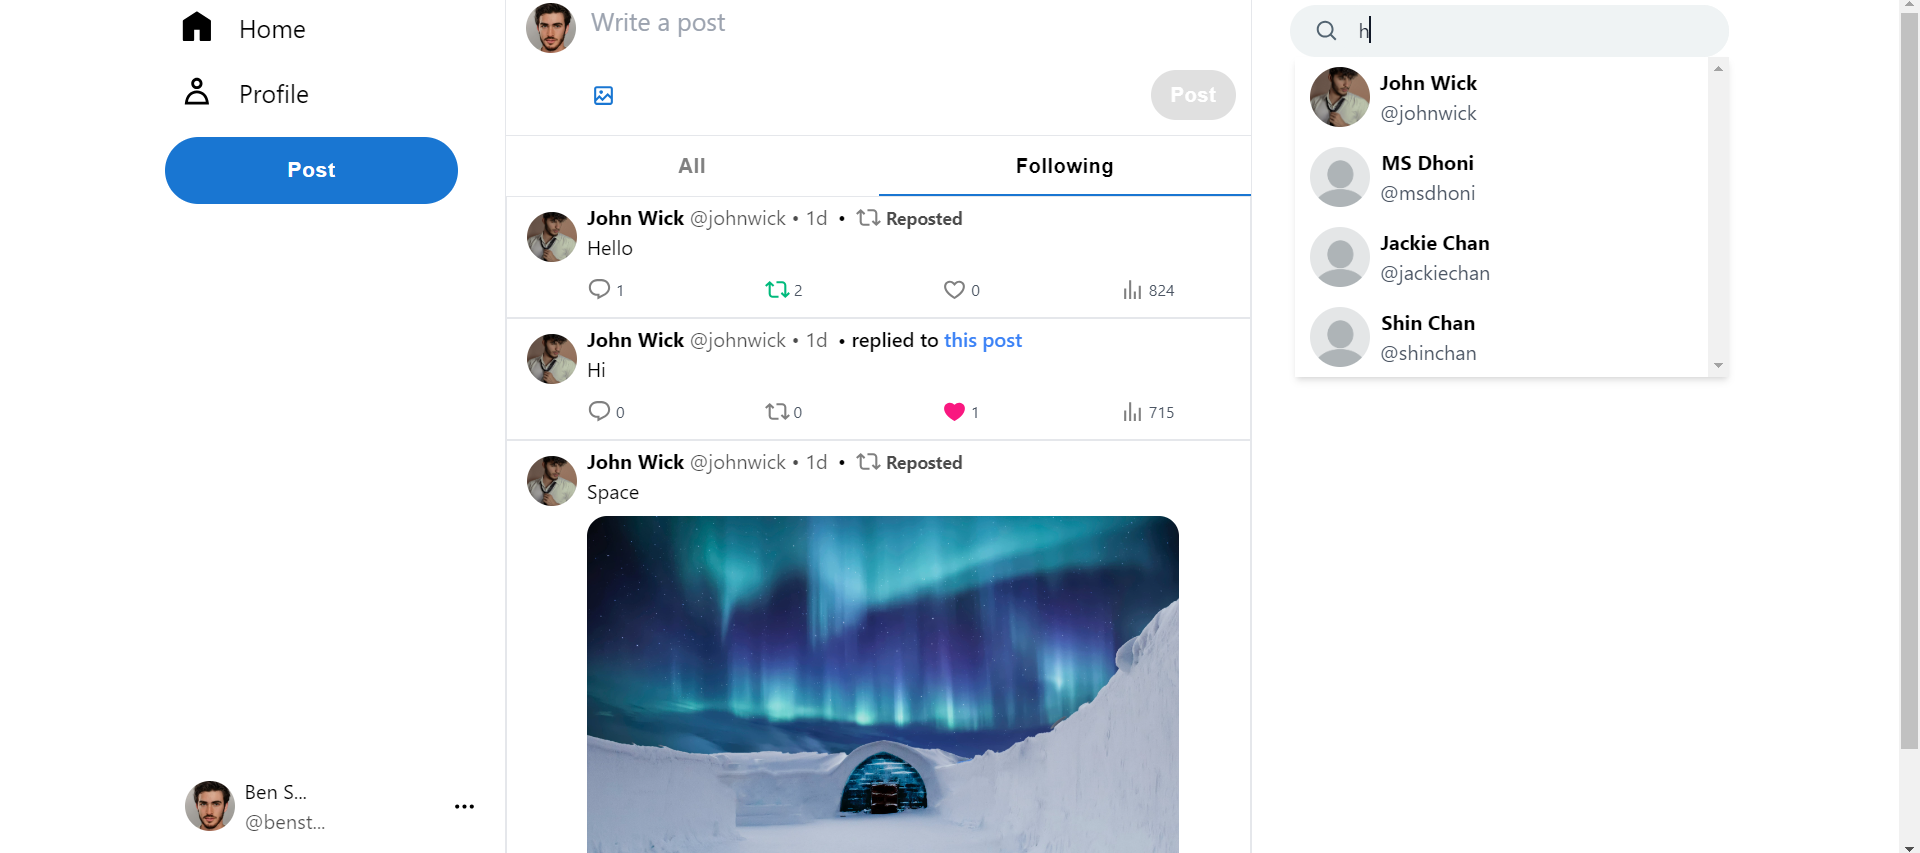 Home
Profile
Post
Ben S...
@benst...
Write a post
Post
All
Following
John Wick @johnwick • 1d • Reposted
Hello
1 2 0 824
John Wick @johnwick • 1d • replied to this post
Hi
0 0 1 715
John Wick @johnwick • 1d • Reposted
Space
h
John Wick
@johnwick
MS Dhoni
@msdhoni
Jackie Chan
@jackiechan
Shin Chan
@shinchan